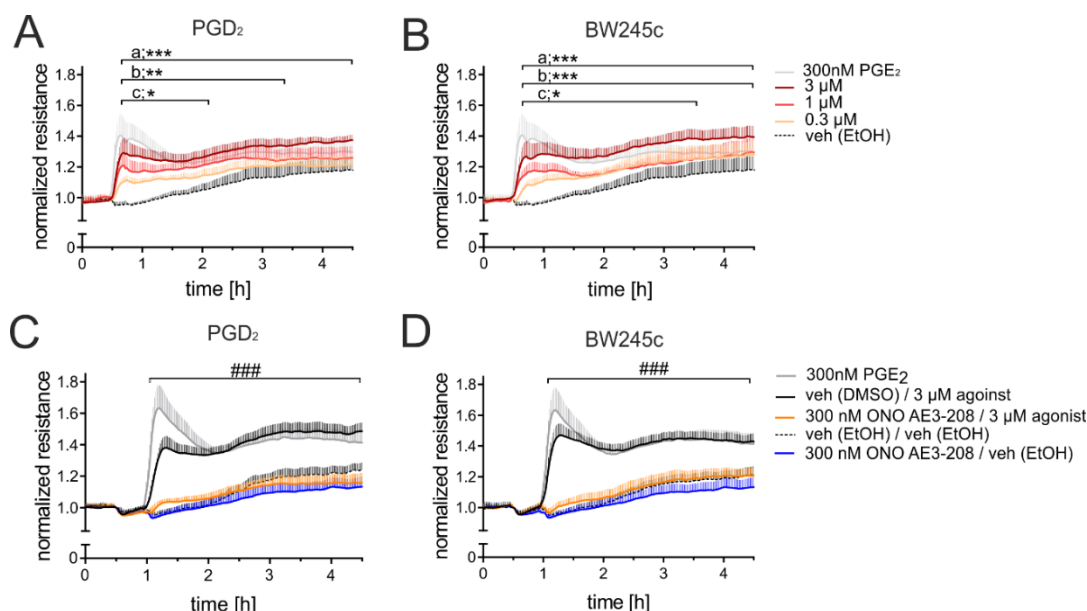 A
PGD₂
a;***
b;**
c;*
normalized resistance
1.8
1.6
1.4
1.2
1.0
0
0 1 2 3 4
time [h]
B
BW245c
a;***
b;***
c;*
normalized resistance
1.8
1.6
1.4
1.2
1.0
0
0 1 2 3 4
time [h]
300nM PGE₂
3 µM
1 µM
0.3 µM
veh (EtOH)
C
PGD₂
###
normalized resistance
1.8
1.6
1.4
1.2
1.0
0
0 1 2 3 4
time [h]
D
BW245c
###
normalized resistance
1.8
1.6
1.4
1.2
1.0
0
0 1 2 3 4
time [h]
300nM PGE₂
veh (DMSO) / 3 µM agoinst
300 nM ONO AE3-208 / 3 µM agonist
veh (EtOH) / veh (EtOH)
300 nM ONO AE3-208 / veh (EtOH)